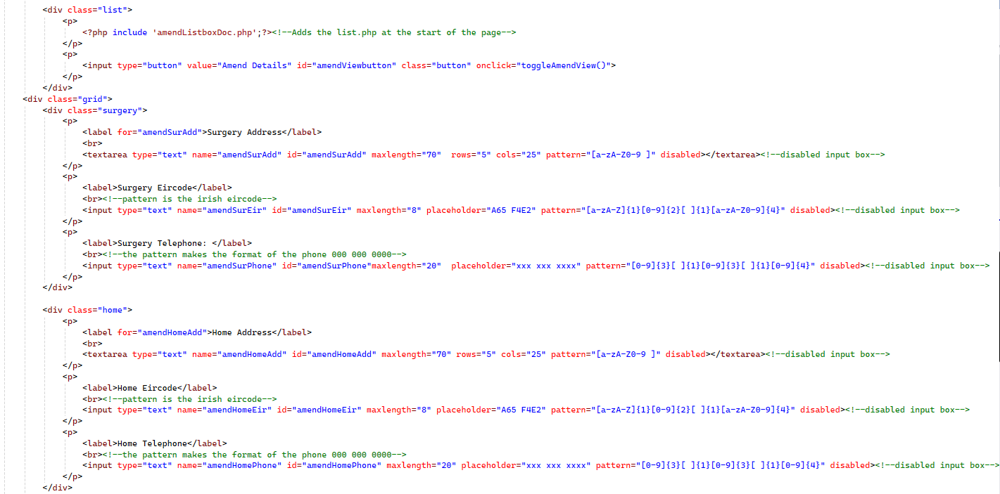 <div class="list">
<p>
<?php include 'amendListboxDoc.php';?><!--Adds the list.php at the start of the page-->
</p>
<p>
<input type="button" value="Amend Details" id="amendViewbutton" class="button" onclick="toggleAmendView()">
</p>
</div>
<div class="grid">
<div class="surgery">
<p>
<label for="amendSurAdd">Surgery Address</label>
<br>
<textarea type="text" name="amendSurAdd" id="amendSurAdd" maxlength="70"  rows="5" cols="25" pattern="[a-zA-Z0-9 ]" disabled></textarea><!--disabled input box-->
</p>
<p>
<label>Surgery Eircode</label>
<br><!--pattern is the irish eircode-->
<input type="text" name="amendSurEir" id="amendSurEir" maxlength="8" placeholder="A65 F4E2" pattern="[a-zA-Z]{1}[0-9]{2}[ ]{1}[a-zA-Z0-9]{4}" disabled><!--disabled input box-->
</p>
<p>
<label>Surgery Telephone: </label>
<br><!--the pattern makes the format of the phone 000 000 0000-->
<input type="text" name="amendSurPhone" id="amendSurPhone"maxlength="20"  placeholder="xxx xxx xxxx" pattern="[0-9]{3}[ ]{1}[0-9]{3}[ ]{1}[0-9]{4}" disabled><!--disabled input box-->
</p>
</div>
<div class="home">
<p>
<label for="amendHomeAdd">Home Address</label>
<br>
<textarea type="text" name="amendHomeAdd" id="amendHomeAdd" maxlength="70" rows="5" cols="25" pattern="[a-zA-Z0-9 ]" disabled></textarea><!--disabled input box-->
</p>
<p>
<label>Home Eircode</label>
<br><!--pattern is the irish eircode-->
<input type="text" name="amendHomeEir" id="amendHomeEir" maxlength="8" placeholder="A65 F4E2" pattern="[a-zA-Z]{1}[0-9]{2}[ ]{1}[a-zA-Z0-9]{4}" disabled><!--disabled input box-->
</p>
<p>
<label>Home Telephone</label>
<br><!--the pattern makes the format of the phone 000 000 0000-->
<input type="text" name="amendHomePhone" id="amendHomePhone" maxlength="20" placeholder="xxx xxx xxxx" pattern="[0-9]{3}[ ]{1}[0-9]{3}[ ]{1}[0-9]{4}" disabled><!--disabled input box-->
</p>
</div>